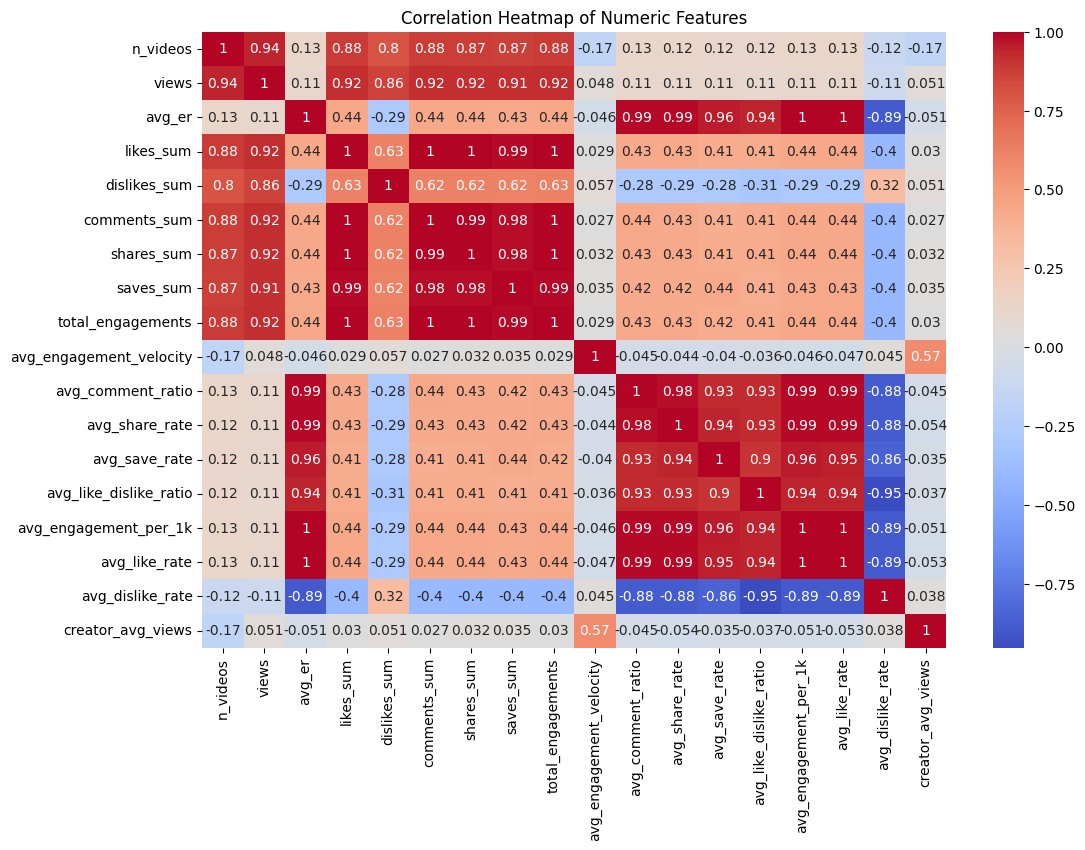 Correlation Heatmap of Numeric Features
n_videos 1 0.94 0.13 0.88 0.8 0.88 0.87 0.87 0.88 -0.17 0.13 0.12 0.12 0.12 0.13 0.13 -0.12 -0.17
views 0.94 1 0.11 0.92 0.86 0.92 0.92 0.91 0.92 0.048 0.11 0.11 0.11 0.11 0.11 0.11 -0.11 0.051
avg_er 0.13 0.11 1 0.44 -0.29 0.44 0.44 0.43 0.44 -0.046 0.99 0.99 0.96 0.94 1 1 -0.89 -0.051
likes_sum 0.88 0.92 0.44 1 0.63 1 1 0.99 1 0.029 0.43 0.43 0.41 0.41 0.44 0.44 -0.4 0.03
dislikes_sum 0.8 0.86 -0.29 0.63 1 0.62 0.62 0.62 0.63 0.057 -0.28 -0.29 -0.28 -0.31 -0.29 -0.29 0.32 0.051
comments_sum 0.88 0.92 0.44 1 0.62 1 0.99 0.98 1 0.027 0.44 0.43 0.41 0.41 0.44 0.44 -0.4 0.027
shares_sum 0.87 0.92 0.44 1 0.62 0.99 1 0.98 1 0.032 0.43 0.43 0.41 0.41 0.44 0.44 -0.4 0.032
saves_sum 0.87 0.91 0.43 0.99 0.62 0.98 0.98 1 0.99 0.035 0.42 0.42 0.44 0.41 0.43 0.43 -0.4 0.035
total_engagements 0.88 0.92 0.44 1 0.63 1 1 0.99 1 0.029 0.43 0.43 0.42 0.41 0.44 0.44 -0.4 0.03
avg_engagement_velocity -0.17 0.048 -0.046 0.029 0.057 0.027 0.032 0.035 0.029 1 -0.045 -0.044 -0.04 -0.036 -0.046 -0.047 0.045 0.57
avg_comment_ratio 0.13 0.11 0.99 0.43 -0.28 0.44 0.43 0.42 0.43 -0.045 1 0.98 0.93 0.93 0.99 0.99 -0.88 -0.045
avg_share_rate 0.12 0.11 0.99 0.43 -0.29 0.43 0.43 0.42 0.43 -0.044 0.98 1 0.94 0.93 0.99 0.99 -0.88 -0.054
avg_save_rate 0.12 0.11 0.96 0.41 -0.28 0.41 0.41 0.44 0.42 -0.04 0.93 0.94 1 0.9 0.96 0.95 -0.86 -0.035
avg_like_dislike_ratio 0.12 0.11 0.94 0.41 -0.31 0.41 0.41 0.41 0.41 -0.036 0.93 0.93 0.9 1 0.94 0.94 -0.95 -0.037
avg_engagement_per_1k 0.13 0.11 1 0.44 -0.29 0.44 0.44 0.43 0.44 -0.046 0.99 0.99 0.96 0.94 1 1 -0.89 -0.051
avg_like_rate 0.13 0.11 1 0.44 -0.29 0.44 0.44 0.43 0.44 -0.047 0.99 0.99 0.95 0.94 1 1 -0.89 -0.053
avg_dislike_rate -0.12 -0.11 -0.89 -0.4 0.32 -0.4 -0.4 -0.4 -0.4 0.045 -0.88 -0.88 -0.86 -0.95 -0.89 -0.89 1 0.038
creator_avg_views -0.17 0.051 -0.051 0.03 0.051 0.027 0.032 0.035 0.03 0.57 -0.045 -0.054 -0.035 -0.037 -0.051 -0.053 0.038 1
n_videos
views
avg_er
likes_sum
dislikes_sum
comments_sum
shares_sum
saves_sum
total_engagements
avg_engagement_velocity
avg_comment_ratio
avg_share_rate
avg_save_rate
avg_like_dislike_ratio
avg_engagement_per_1k
avg_like_rate
avg_dislike_rate
creator_avg_views
1.00
0.75
0.50
0.25
0.00
−0.25
−0.50
−0.75